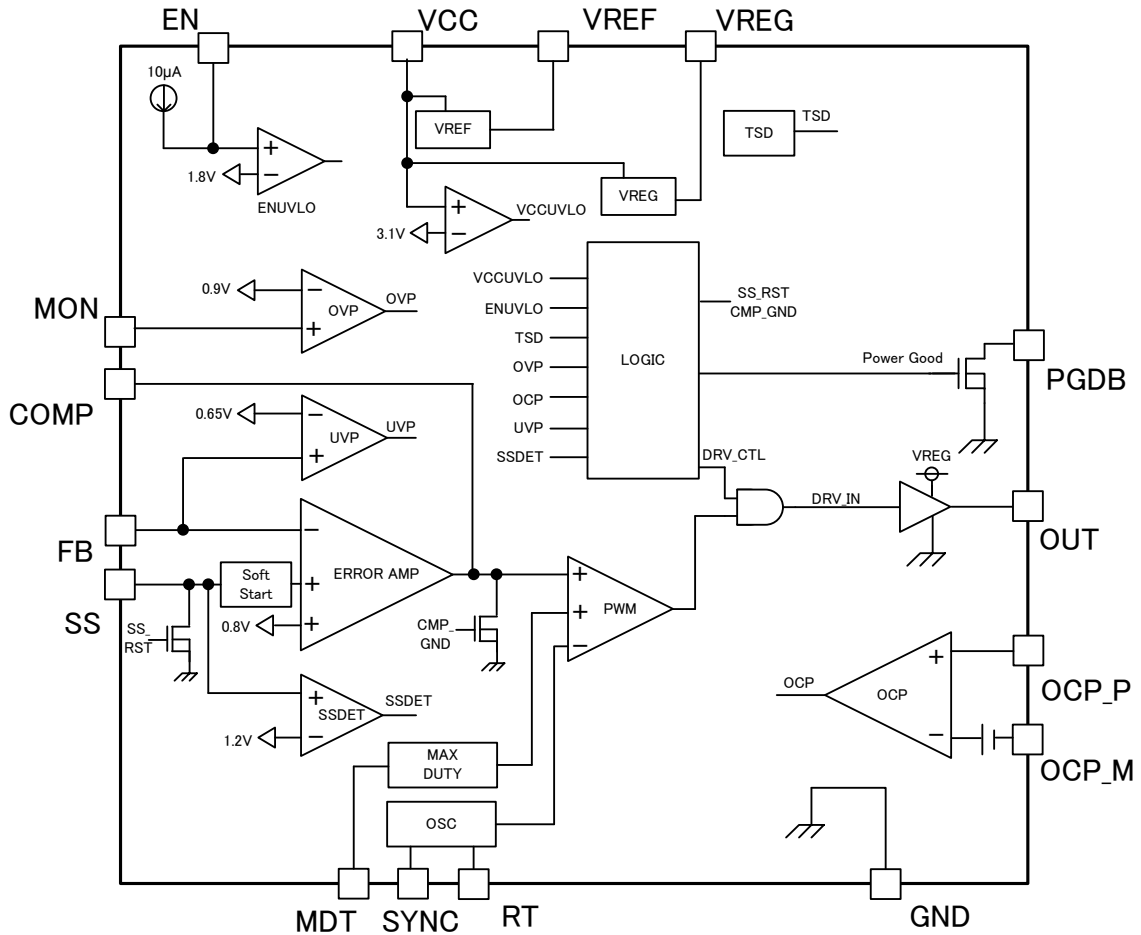 EN
VCC
VREF
VREG
10µA
VREF
TSD
TSD
+
−
1.8V
ENUVLO
VREG
+
−
3.1V
VCCUVLO
0.9V
−
+
OVP
OVP
MON
VCCUVLO
ENUVLO
TSD
OVP
OCP
UVP
SSDET
LOGIC
SS_RST
CMP_GND
Power Good
PGDB
COMP
0.65V
−
+
UVP
UVP
DRV_CTL
DRV_IN
VREG
OUT
FB
−
+
+
ERROR AMP
Soft
Start
0.8V
SS
SS_
RST
CMP_
GND
+
+
−
PWM
+
−
SSDET
SSDET
1.2V
OCP
OCP
+
−
OCP_P
OCP_M
MAX
DUTY
OSC
MDT
SYNC
RT
GND